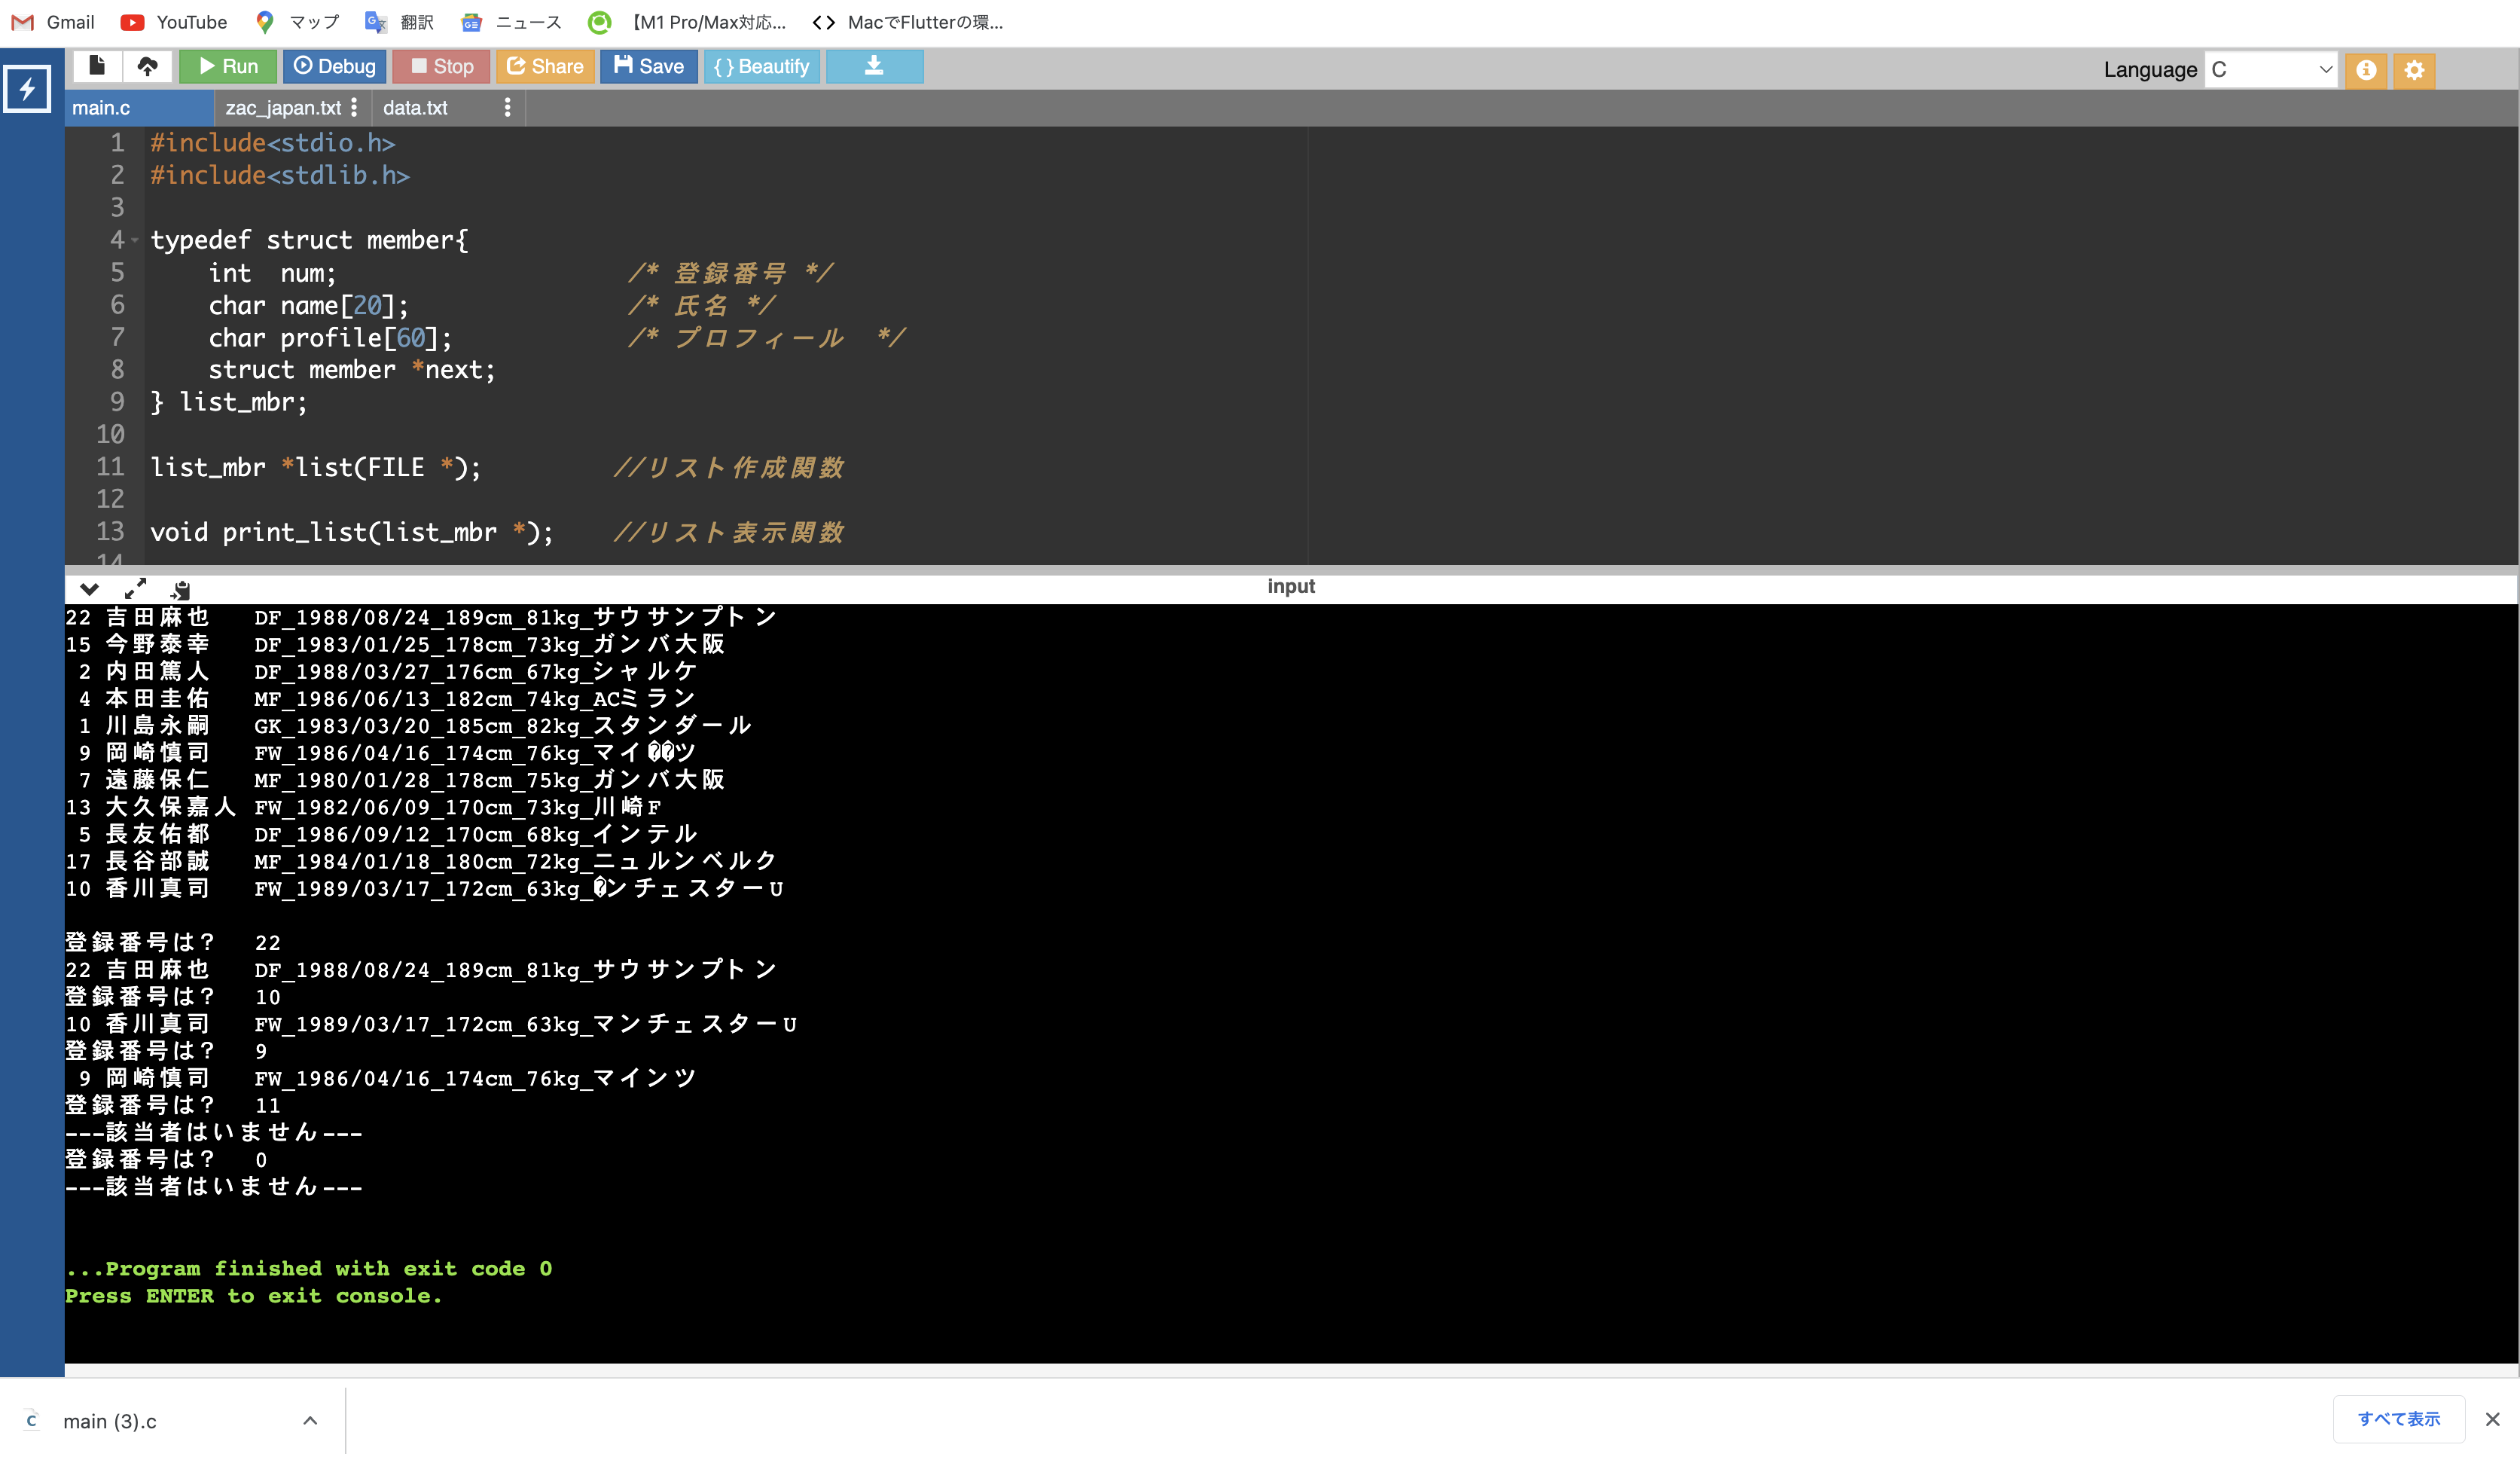 Gmail YouTube マップ 翻訳 ニュース 【M1 Pro/Max対応... MacでFlutterの環...
Run Debug Stop Share Save { } Beautify Language C
main.c zac_japan.txt data.txt
1 #include<stdio.h>
2 #include<stdlib.h>
3
4 typedef struct member{
5 int  num; /* 登録番号 */
6 char name[20]; /* 氏名 */
7 char profile[60]; /* プロフィール  */
8 struct member *next;
9 } list_mbr;
10
11 list_mbr *list(FILE *); //リスト作成関数
12
13 void print_list(list_mbr *); //リスト表示関数
14
input
22 吉田麻也 DF_1988/08/24_189cm_81kg_サウサンプトン
15 今野泰幸 DF_1983/01/25_178cm_73kg_ガンバ大阪
2 内田篤人 DF_1988/03/27_176cm_67kg_シャルケ
4 本田圭佑 MF_1986/06/13_182cm_74kg_ACミラン
1 川島永嗣 GK_1983/03/20_185cm_82kg_スタンダール
9 岡崎慎司 FW_1986/04/16_174cm_76kg_マイ��ツ
7 遠藤保仁 MF_1980/01/28_178cm_75kg_ガンバ大阪
13 大久保嘉人 FW_1982/06/09_170cm_73kg_川崎F
5 長友佑都 DF_1986/09/12_170cm_68kg_インテル
17 長谷部誠 MF_1984/01/18_180cm_72kg_ニュルンベルク
10 香川真司 FW_1989/03/17_172cm_63kg_�ンチェスターU
登録番号は? 22
22 吉田麻也 DF_1988/08/24_189cm_81kg_サウサンプトン
登録番号は? 10
10 香川真司 FW_1989/03/17_172cm_63kg_マンチェスターU
登録番号は? 9
9 岡崎慎司 FW_1986/04/16_174cm_76kg_マインツ
登録番号は? 11
---該当者はいません---
登録番号は? 0
---該当者はいません---
...Program finished with exit code 0
Press ENTER to exit console.
C main (3).c すべて表示